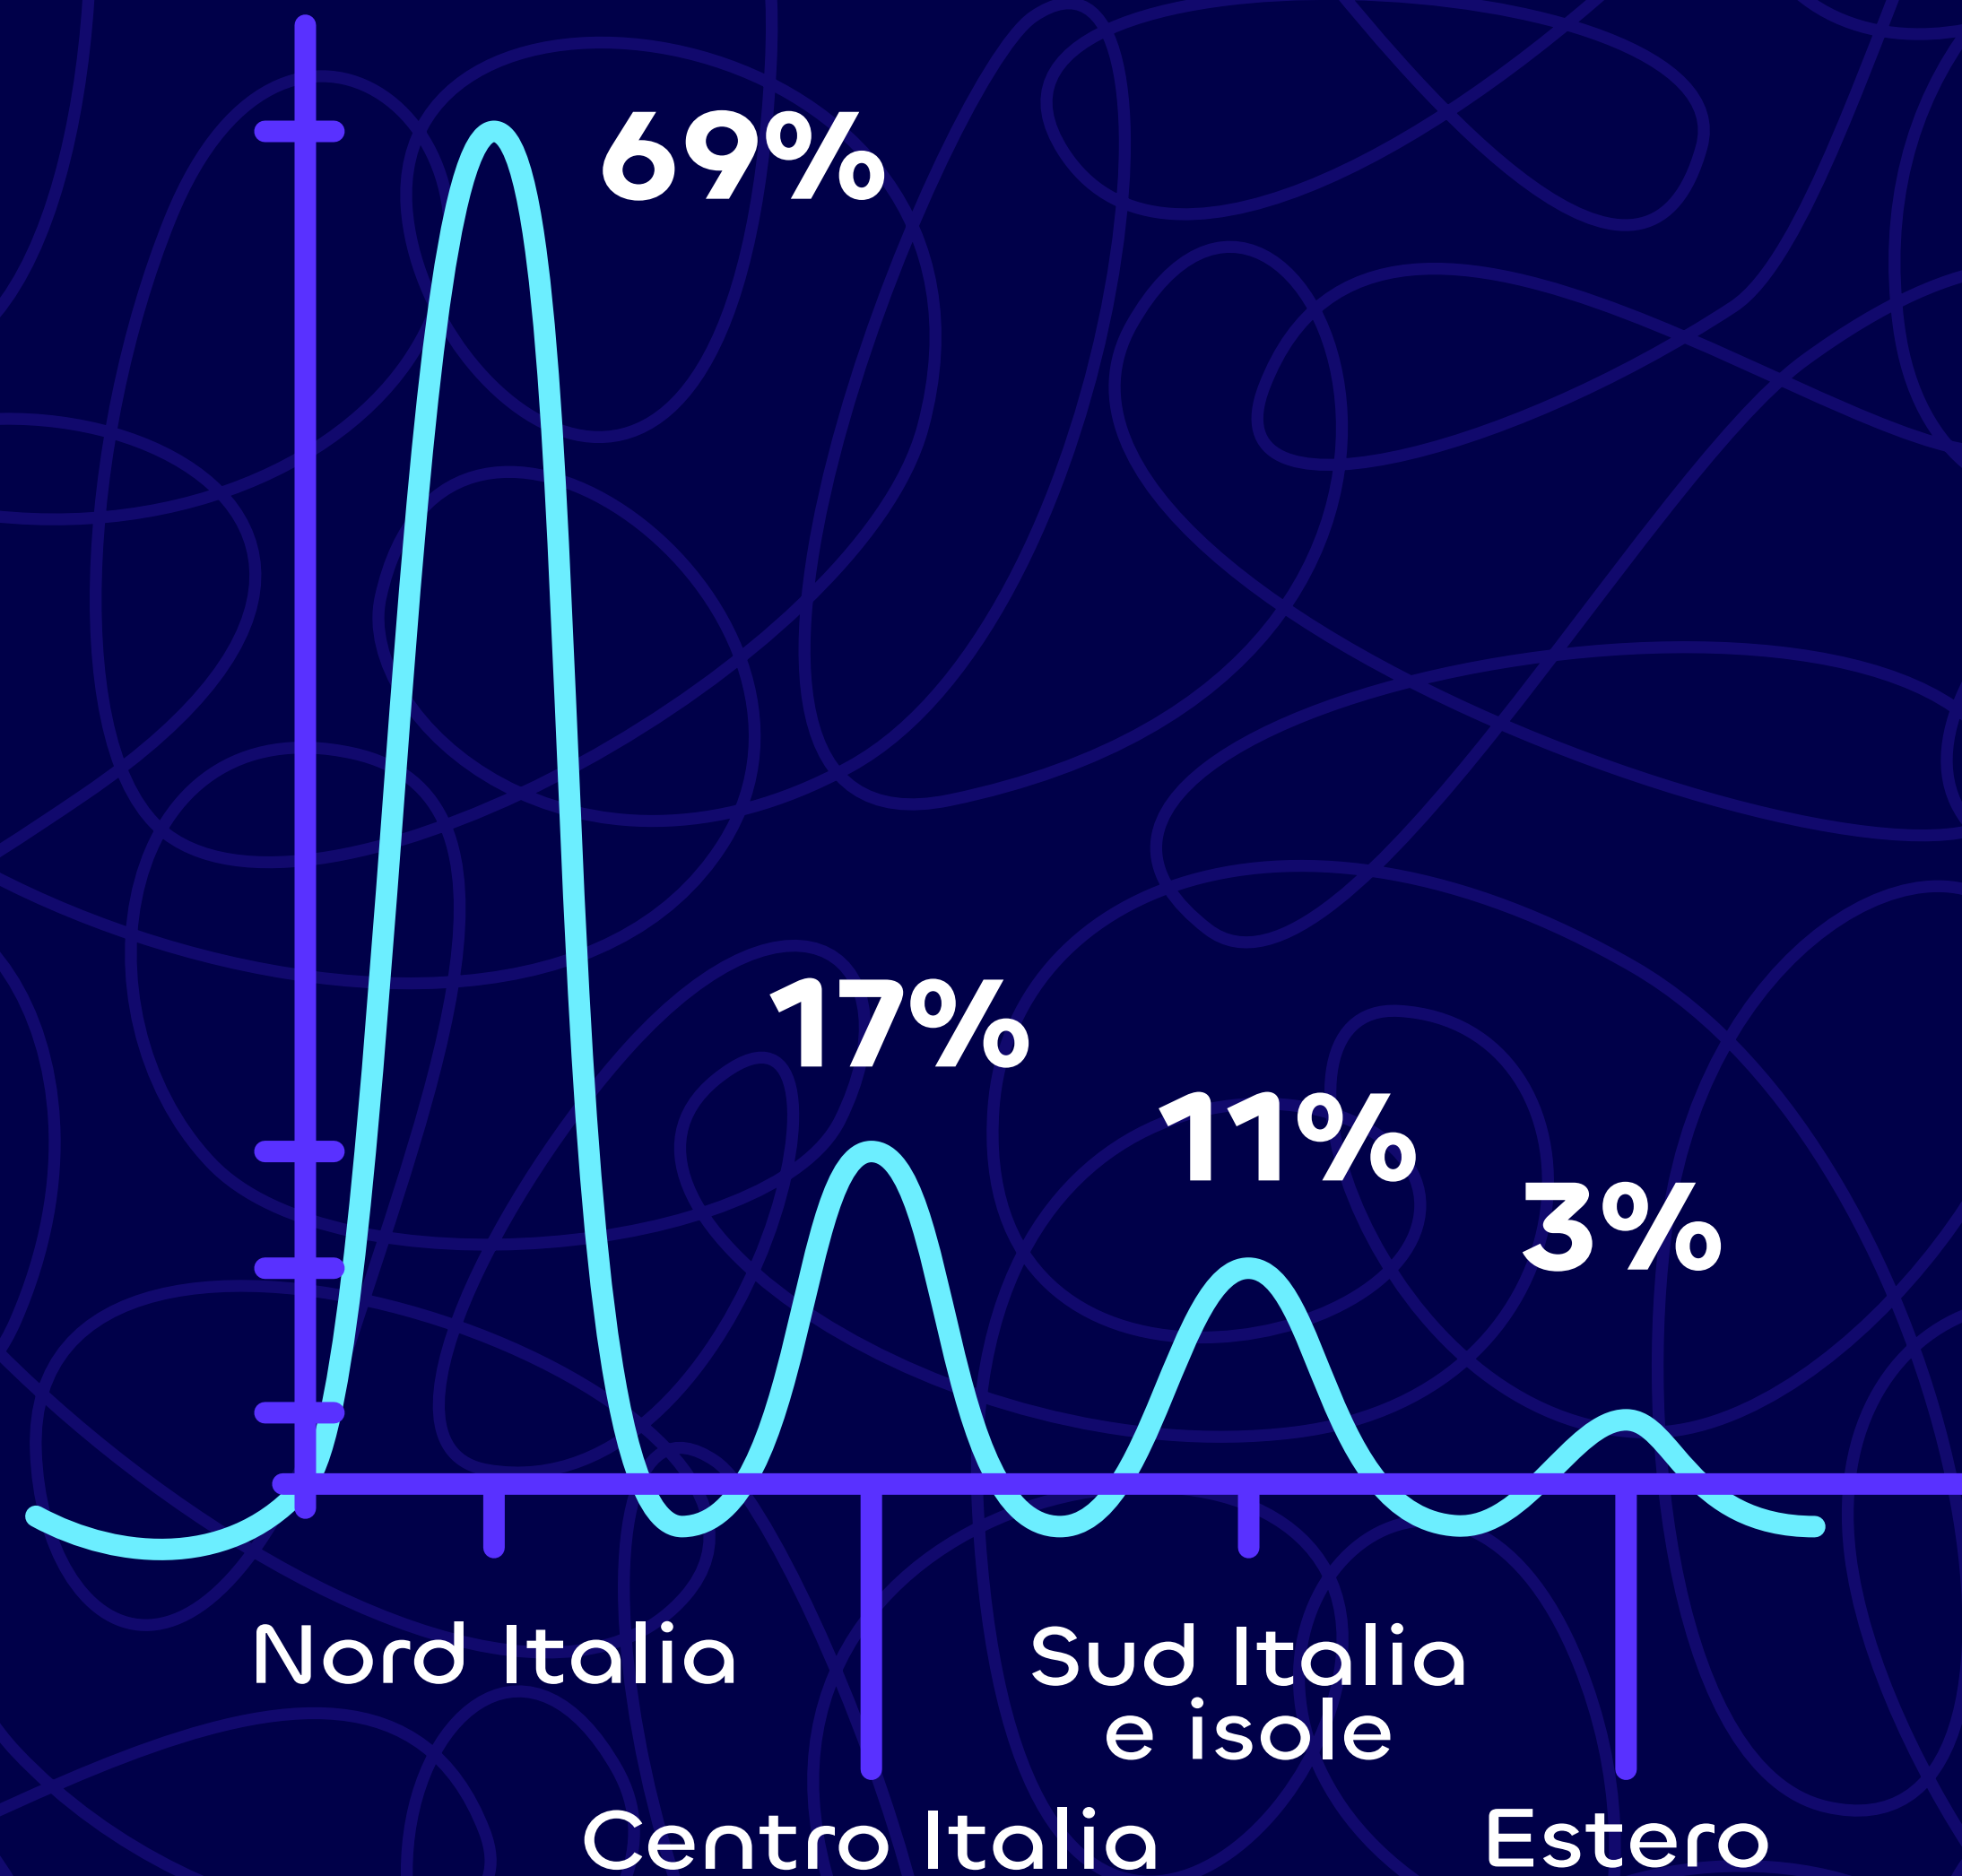 69%
17%
11%
3%
Nord Italia
Sud Italia
e isole
Centro Italia
Estero